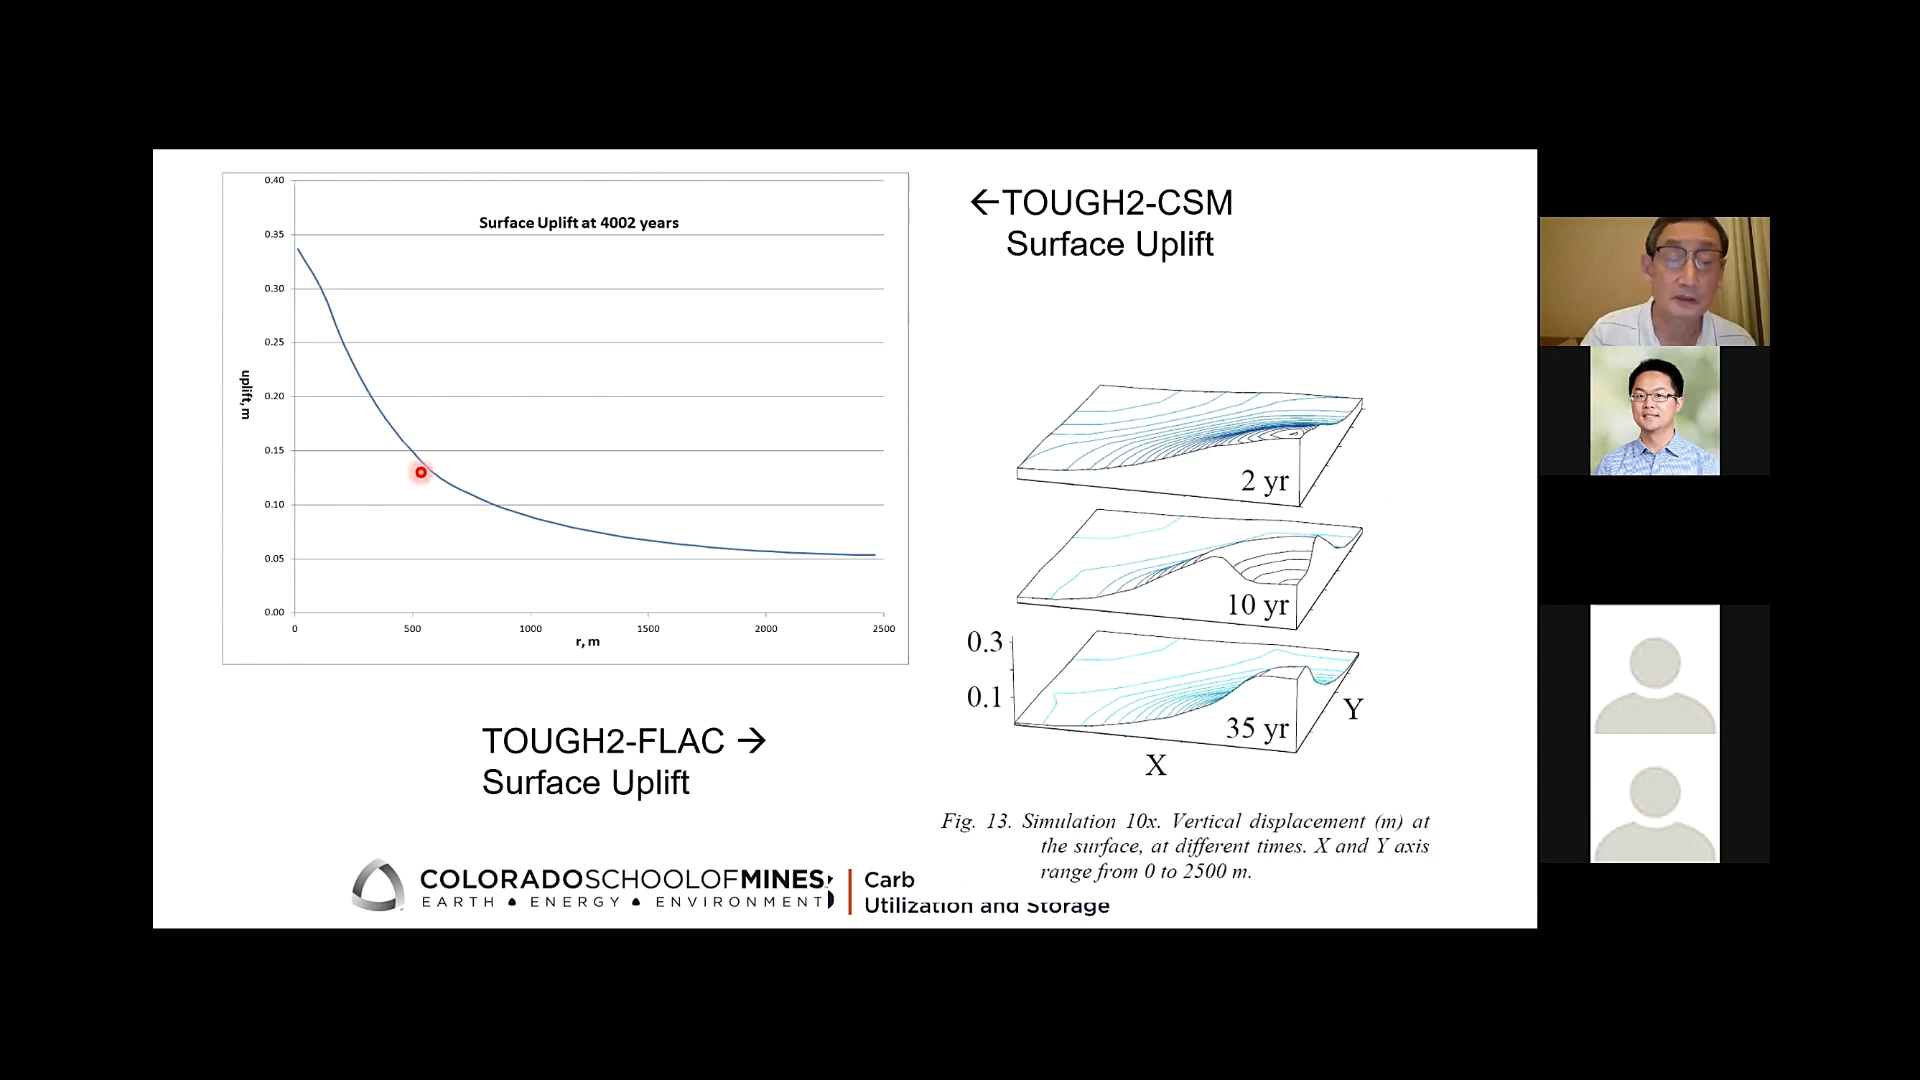 0.40
Surface Uplift at 4002 years
0.35
0.30
0.25
0.20
0.15
0.10
0.05
0.00
uplift, m
0 500 1000 1500 2000 2500
r, m
←TOUGH2-CSM
Surface Uplift
2 yr
10 yr
0.3
0.1
35 yr
Y
X
TOUGH2-FLAC →
Surface Uplift
Fig. 13. Simulation 10x. Vertical displacement (m) at
the surface, at different times. X and Y axis
range from 0 to 2500 m.
COLORADOSCHOOLOFMINES
EARTH ENERGY ENVIRONMENT
Carb
Utilization and Storage